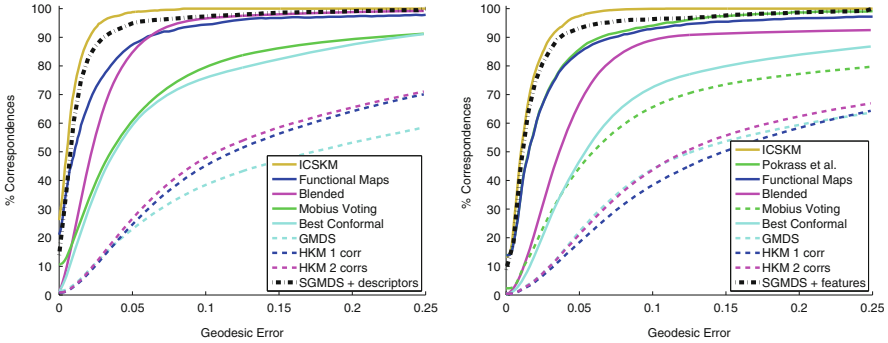 % Correspondences
100
90
80
70
60
50
40
30
20
10
0
0
0.05
0.1
0.15
0.2
0.25
Geodesic Error
ICSKM
Functional Maps
Blended
Mobius Voting
Best Conformal
GMDS
HKM 1 corr
HKM 2 corrs
SGMDS + descriptors
% Correspondences
100
90
80
70
60
50
40
30
20
10
0
0
0.05
0.1
0.15
0.2
0.25
Geodesic Error
ICSKM
Pokrass et al.
Functional Maps
Blended
Mobius Voting
Best Conformal
GMDS
HKM 1 corr
HKM 2 corrs
SGMDS + features